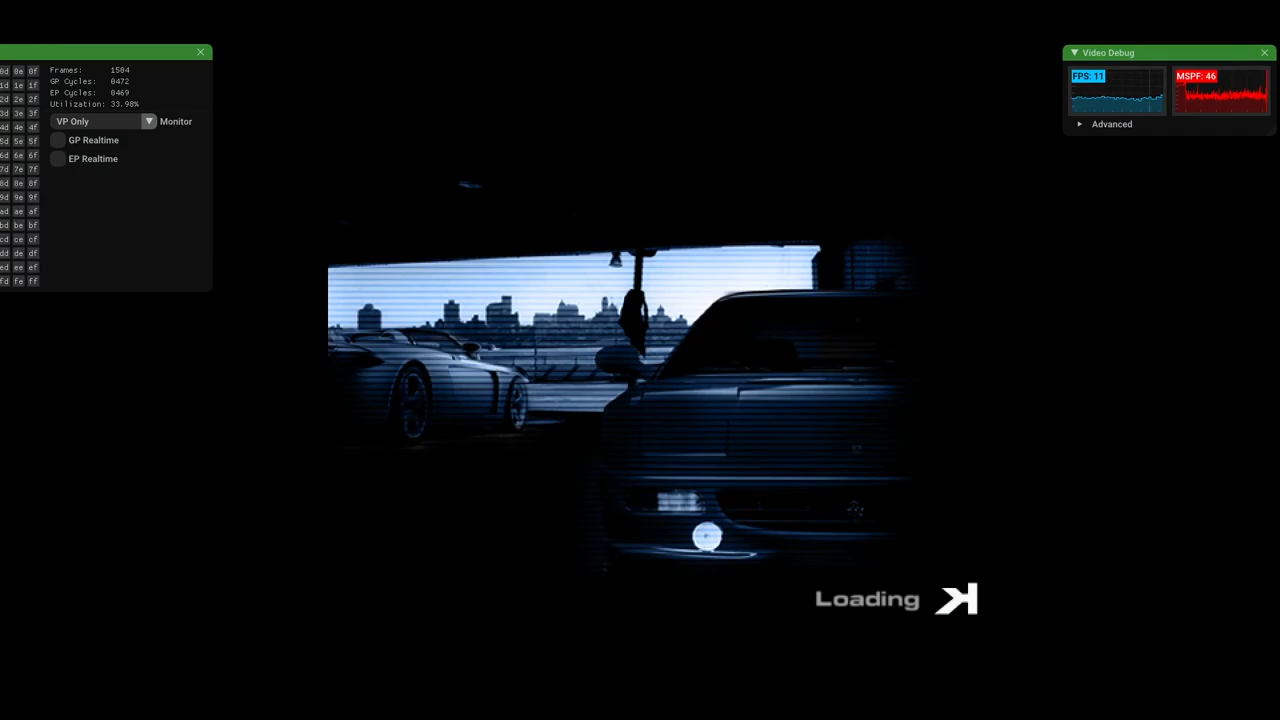 0d 0e 0f
1d 1e 1f
2d 2e 2f
3d 3e 3f
4d 4e 4f
5d 5e 5f
6d 6e 6f
7d 7e 7f
8d 8e 8f
9d 9e 9f
ad ae af
bd be bf
cd ce cf
dd de df
ed ee ef
fd fe ff
Frames: 1504
GP Cycles: 0472
EP Cycles: 0469
Utilization: 33.98%
VP Only
Monitor
GP Realtime
EP Realtime
Video Debug
FPS: 11
MSPF: 46
Advanced
Loading